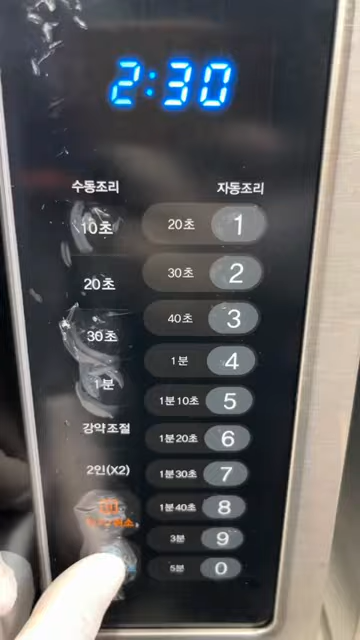 2:30
수동조리 자동조리
10초 20초 1
20초 30초 2
30초 40초 3
1분 1분 4
1분10초 5
강약조절 1분20초 6
2인(X2) 1분30초 7
1분40초 8
3분 9
5분 0